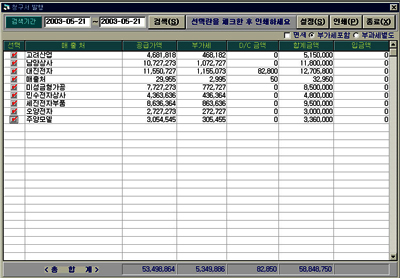 청구서 발행
검색기간 2003-05-21 ~ 2003-05-21 검색(S) 선택란을 체크한 후 인쇄하세요 설정(S) 인쇄(P) 종료(X)
면세 부가세포함 부과세별도
선택 매 출 처 공급가액 부가세 D/C 금액 합계금액 입금액
고려산업 4,681,818 468,182 0 5,150,000 0
남양상사 10,727,273 1,072,727 0 11,800,000 0
대진전자 11,550,727 1,155,073 82,800 12,705,800 0
매출처 29,955 2,995 50 32,950 0
미성금형가공 7,727,273 772,727 0 8,500,000 0
민수전자상사 4,363,636 436,364 0 4,800,000 0
세진전자부품 8,636,364 863,636 0 9,500,000 0
오양전자 2,727,273 272,727 0 3,000,000 0
주양모델 3,054,545 305,455 0 3,360,000 0
< 총 합 계 > 53,498,864 5,349,886 82,850 58,848,750